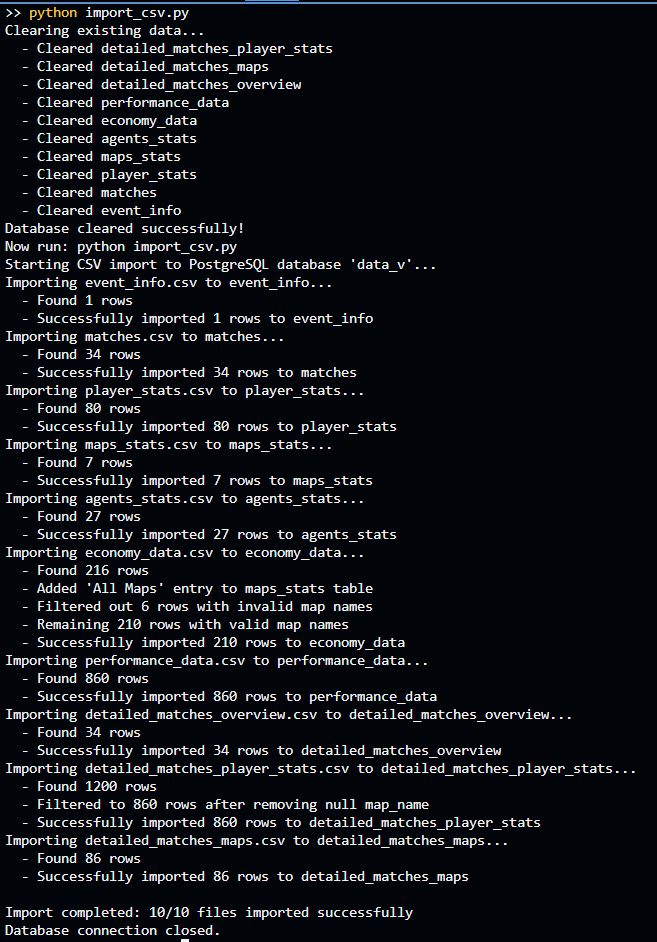 >> python import_csv.py
Clearing existing data...
  - Cleared detailed_matches_player_stats
  - Cleared detailed_matches_maps
  - Cleared detailed_matches_overview
  - Cleared performance_data
  - Cleared economy_data
  - Cleared agents_stats
  - Cleared maps_stats
  - Cleared player_stats
  - Cleared matches
  - Cleared event_info
Database cleared successfully!
Now run: python import_csv.py
Starting CSV import to PostgreSQL database 'data_v'...
Importing event_info.csv to event_info...
  - Found 1 rows
  - Successfully imported 1 rows to event_info
Importing matches.csv to matches...
  - Found 34 rows
  - Successfully imported 34 rows to matches
Importing player_stats.csv to player_stats...
  - Found 80 rows
  - Successfully imported 80 rows to player_stats
Importing maps_stats.csv to maps_stats...
  - Found 7 rows
  - Successfully imported 7 rows to maps_stats
Importing agents_stats.csv to agents_stats...
  - Found 27 rows
  - Successfully imported 27 rows to agents_stats
Importing economy_data.csv to economy_data...
  - Found 216 rows
  - Added 'All Maps' entry to maps_stats table
  - Filtered out 6 rows with invalid map names
  - Remaining 210 rows with valid map names
  - Successfully imported 210 rows to economy_data
Importing performance_data.csv to performance_data...
  - Found 860 rows
  - Successfully imported 860 rows to performance_data
Importing detailed_matches_overview.csv to detailed_matches_overview...
  - Found 34 rows
  - Successfully imported 34 rows to detailed_matches_overview
Importing detailed_matches_player_stats.csv to detailed_matches_player_stats...
  - Found 1200 rows
  - Filtered to 860 rows after removing null map_name
  - Successfully imported 860 rows to detailed_matches_player_stats
Importing detailed_matches_maps.csv to detailed_matches_maps...
  - Found 86 rows
  - Successfully imported 86 rows to detailed_matches_maps

Import completed: 10/10 files imported successfully
Database connection closed.